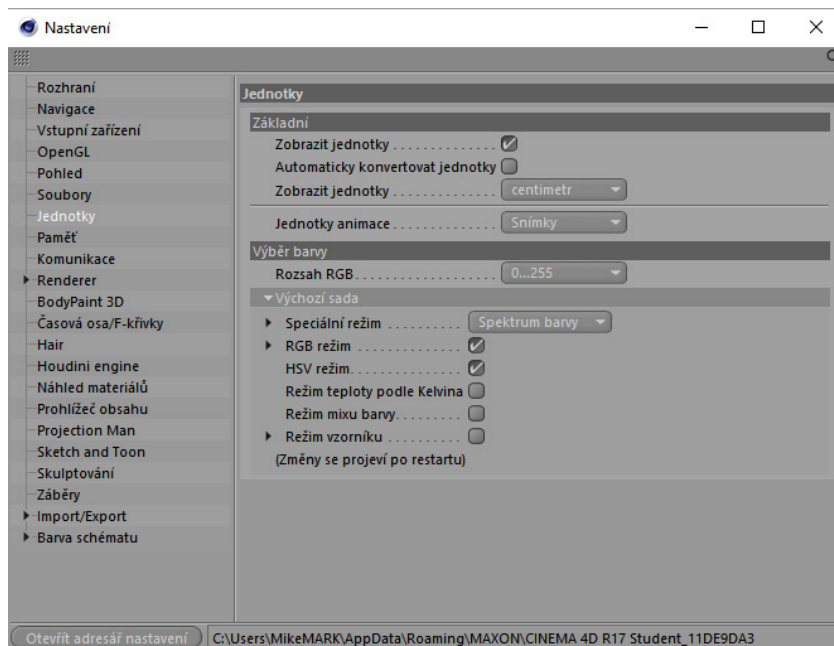 Nastavení
Rozhraní
Navigace
Vstupní zařízení
OpenGL
Pohled
Soubory
Jednotky
Paměť
Komunikace
Renderer
BodyPaint 3D
Časová osa/F-křivky
Hair
Houdini engine
Náhled materiálů
Prohlížeč obsahu
Projection Man
Sketch and Toon
Skulptování
Záběry
Import/Export
Barva schématu
Jednotky
Základní
Zobrazit jednotky
Automaticky konvertovat jednotky
Zobrazit jednotky centimetr
Jednotky animace Snímky
Výběr barvy
Rozsah RGB 0...255
Výchozí sada
Speciální režim Spektrum barvy
RGB režim
HSV režim
Režim teploty podle Kelvina
Režim mixu barvy
Režim vzorníku
(Změny se projeví po restartu)
Otevřít adresář nastavení C:\Users\MikeMARK\AppData\Roaming\MAXON\CINEMA 4D R17 Student_11DE9DA3